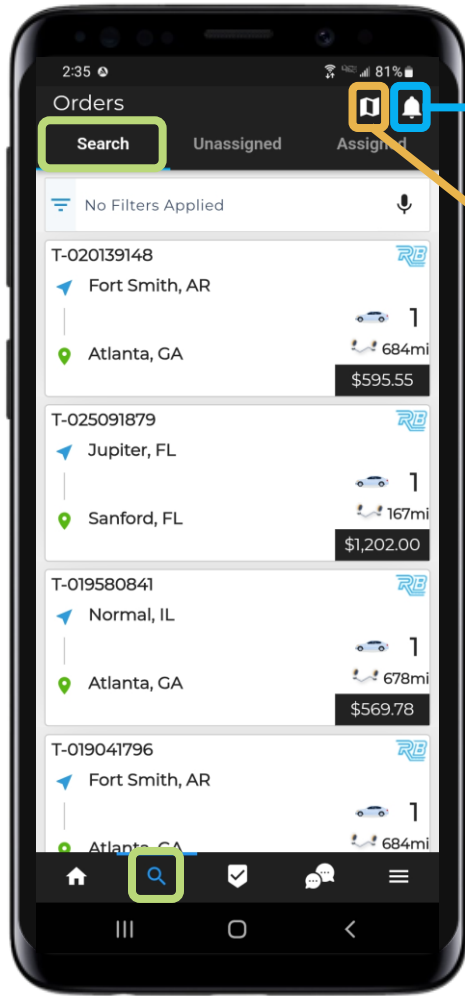 2:35 81%
Orders
Search Unassigned Assigned
No Filters Applied
T-020139148 RB
Fort Smith, AR
1
684mi
Atlanta, GA
$595.55
T-025091879 RB
Jupiter, FL
1
167mi
Sanford, FL
$1,202.00
T-019580841 RB
Normal, IL
1
678mi
Atlanta, GA
$569.78
T-019041796 RB
Fort Smith, AR
1
684mi
Atlanta, GA